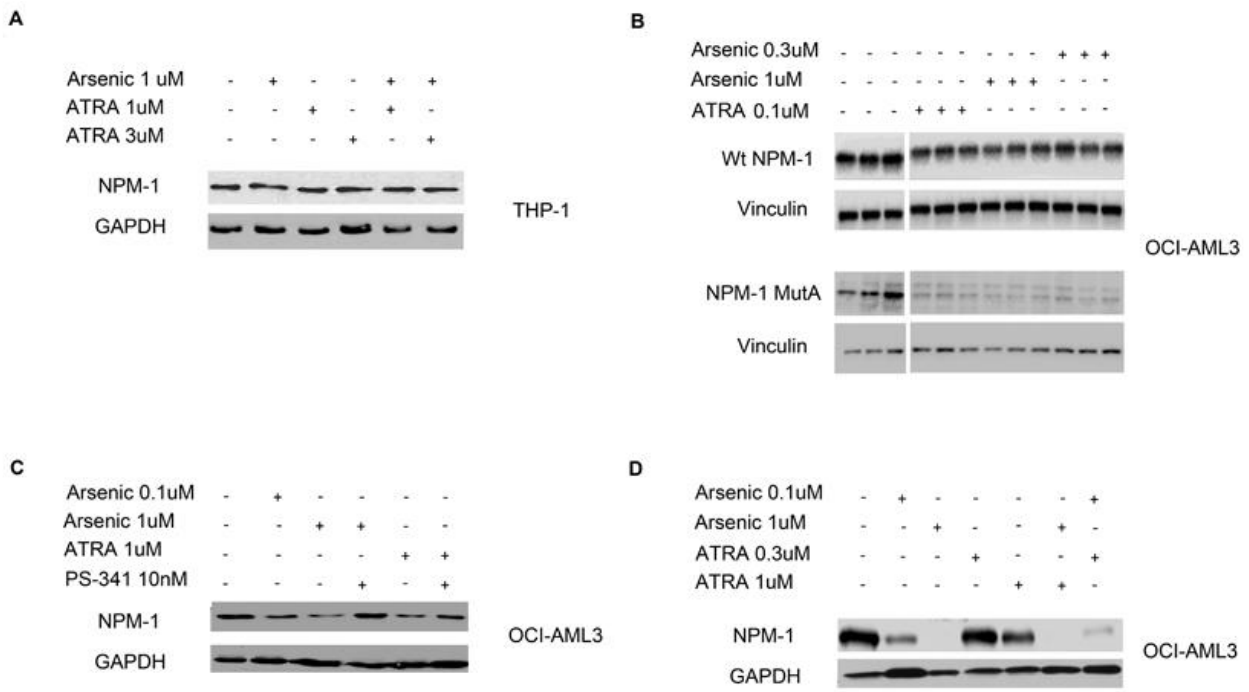 A
Arsenic 1 uM - + - - + +
ATRA 1uM - - + - + -
ATRA 3uM - - - + - +
NPM-1
GAPDH
THP-1
B
Arsenic 0.3uM - - - - - - - - - + + +
Arsenic 1uM - - - - - - + + + - - -
ATRA 0.1uM - - - + + + - - - - - -
Wt NPM-1
Vinculin
NPM-1 MutA
Vinculin
OCI-AML3
C
Arsenic 0.1uM - + - - - -
Arsenic 1uM - - + + - -
ATRA 1uM - - - - + +
PS-341 10nM - - - + - +
NPM-1
GAPDH
OCI-AML3
D
Arsenic 0.1uM - + - - - - +
Arsenic 1uM - - + - - + -
ATRA 0.3uM - - - + - - +
ATRA 1uM - - - - + + -
NPM-1
GAPDH
OCI-AML3